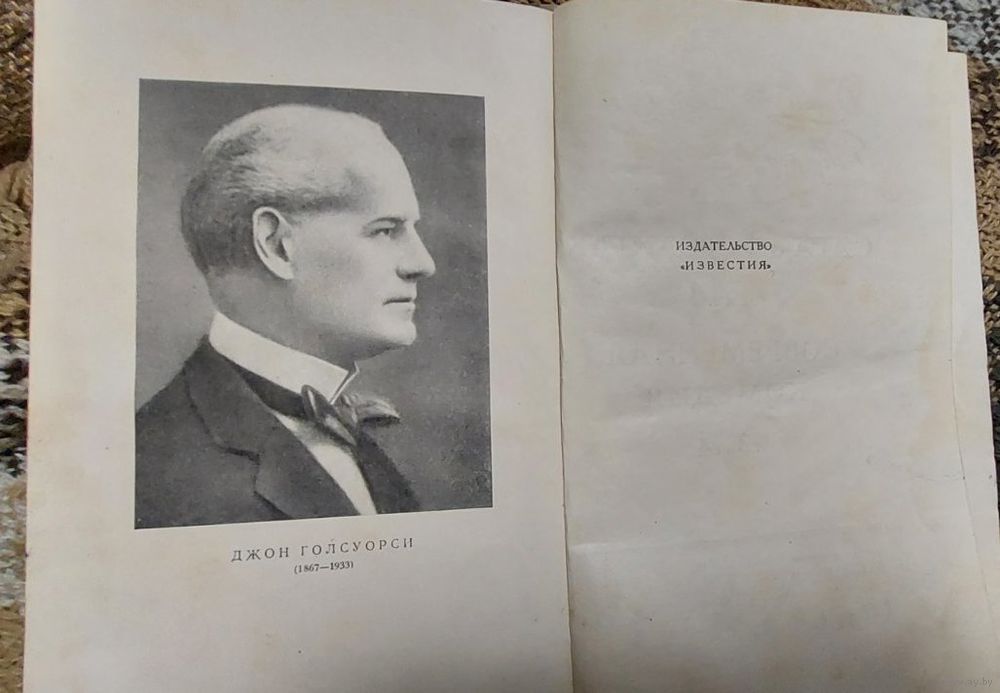 ДЖОН ГОЛСУОРСИ
(1867—1933)
ИЗДАТЕЛЬСТВО
«ИЗВЕСТИЯ»